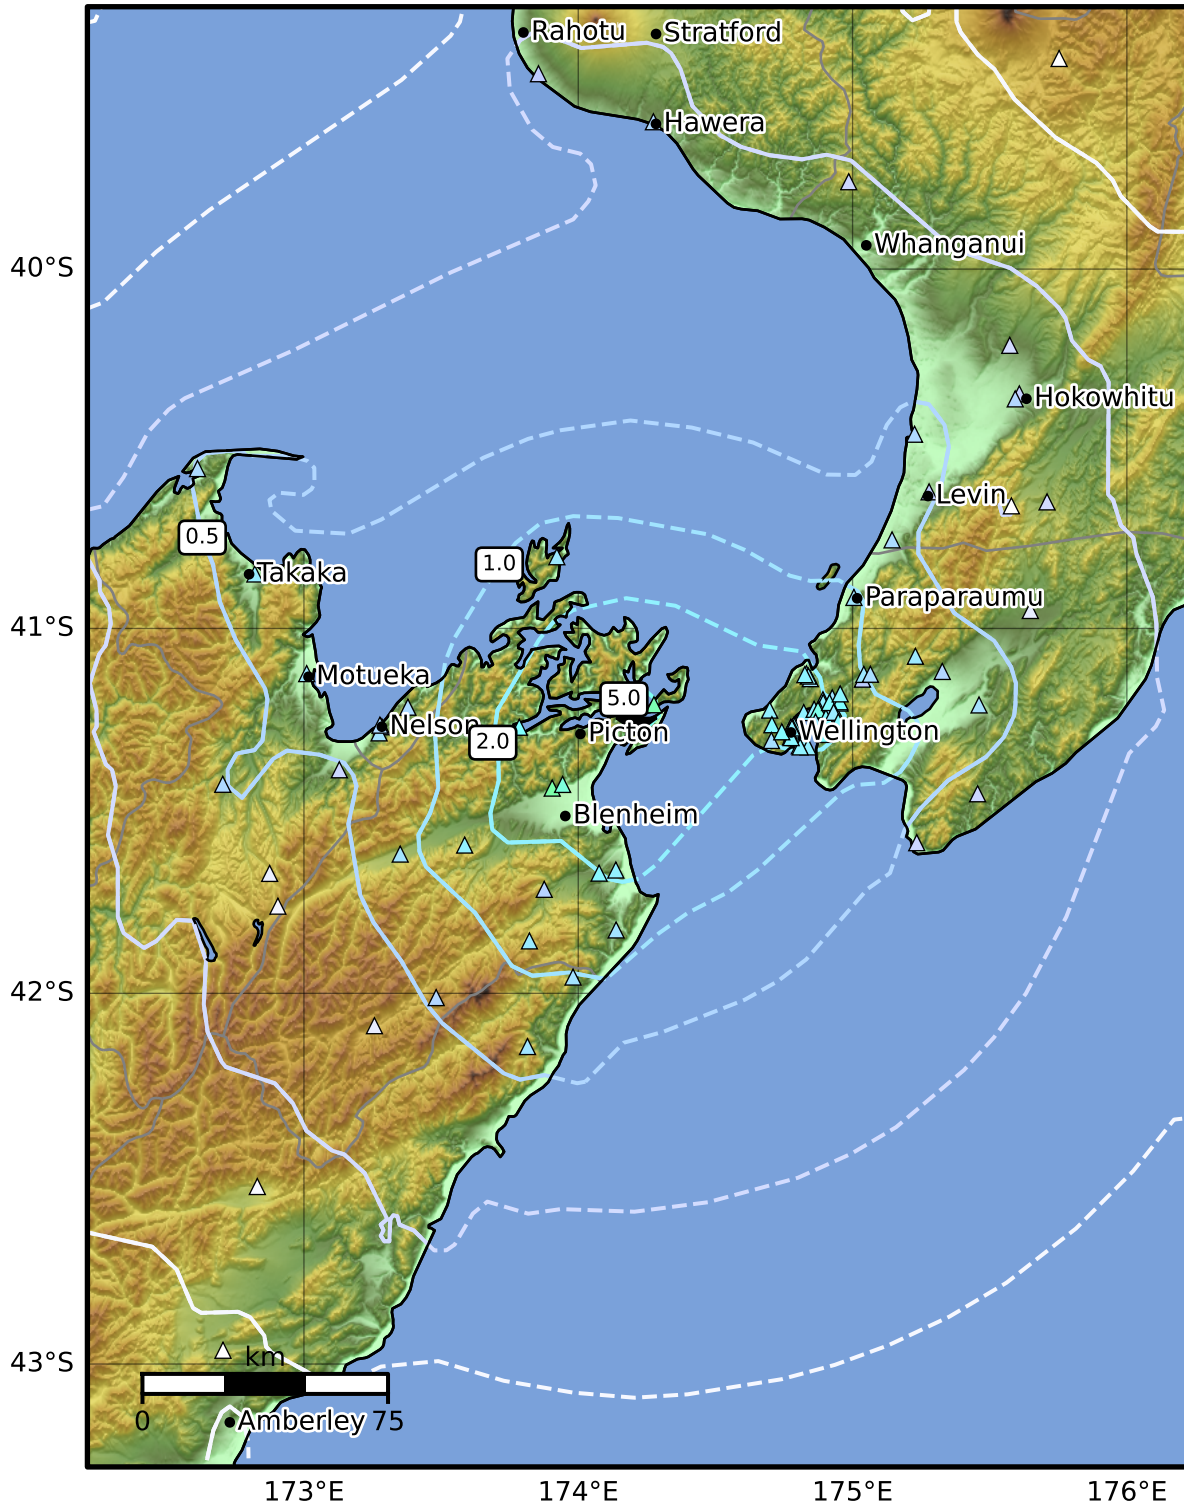 Rahotu
Stratford
Hawera
Whanganui
40°S
Hokowhitu
Levin
0.5
1.0
Takaka
Paraparaumu
41°S
Motueka
5.0
Nelson
2.0
Picton
Wellington
Blenheim
42°S
43°S
km
0
75
Amberley
173°E
174°E
175°E
176°E